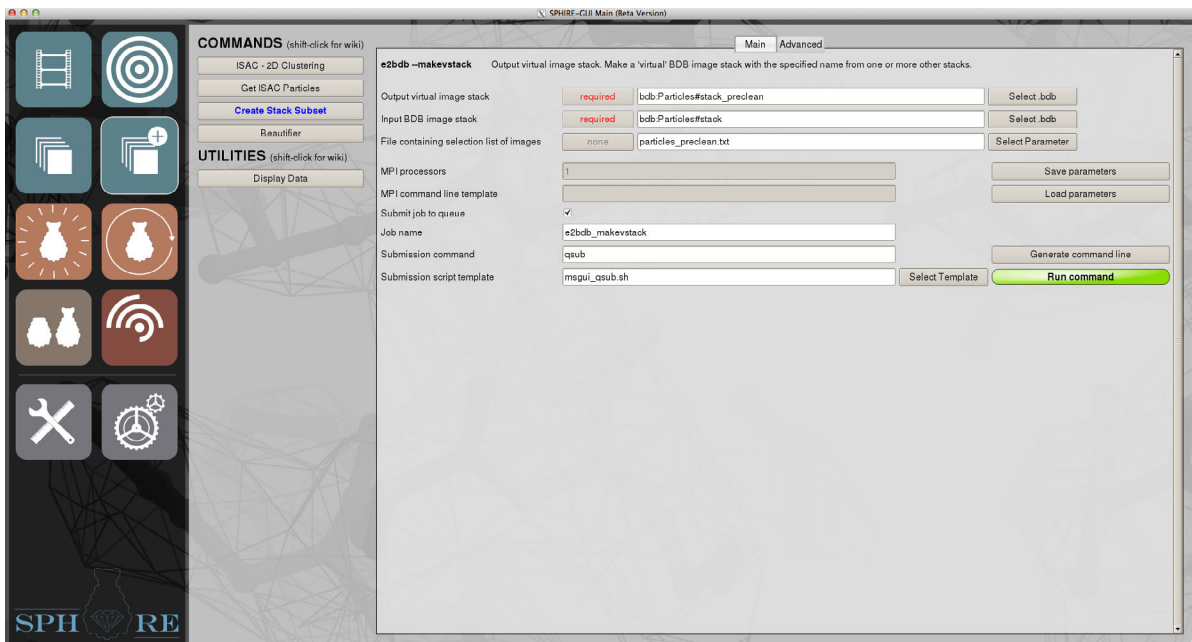 SPHIRE-GUI Main (Beta Version)
COMMANDS (shift-click for wiki)
ISAC - 2D Clustering
Get ISAC Particles
Create Stack Subset
Beautifier
UTILITIES (shift-click for wiki)
Display Data
Main Advanced
e2bdb --makevstack Output virtual image stack. Make a 'virtual' BDB image stack with the specified name from one or more other stacks.
Output virtual image stack required bdb:Particles#stack_preclean Select .bdb
Input BDB image stack required bdb:Particles#stack Select .bdb
File containing selection list of images none particles_preclean.txt Select Parameter
MPI processors 1 Save parameters
MPI command line template Load parameters
Submit job to queue
Job name e2bdb_makevstack
Submission command qsub Generate command line
Submission script template msgui_qsub.sh Select Template Run command
SPHIRE